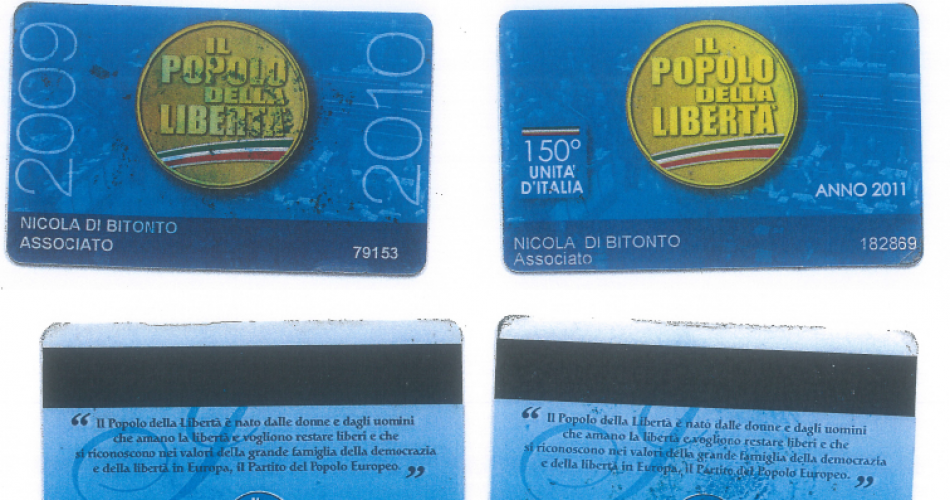 2009
IL
POPOLO
DELLA
LIBERTÀ
2010
NICOLA DI BITONTO
ASSOCIATO
79153
IL
POPOLO
DELLA
LIBERTÀ
150°
UNITA'
D'ITALIA
ANNO 2011
NICOLA DI BITONTO
Associato
182869
“ Il Popolo della Libertà è nato dalle donne e dagli uomini
che amano la libertà e vogliono restare liberi e che
si riconoscono nei valori della grande famiglia della democrazia
e della libertà in Europa, il Partito del Popolo Europeo. ”
“ Il Popolo della Libertà è nato dalle donne e dagli uomini
che amano la libertà e vogliono restare liberi e che
si riconoscono nei valori della grande famiglia della democrazia
e della libertà in Europa, il Partito del Popolo Europeo. ”